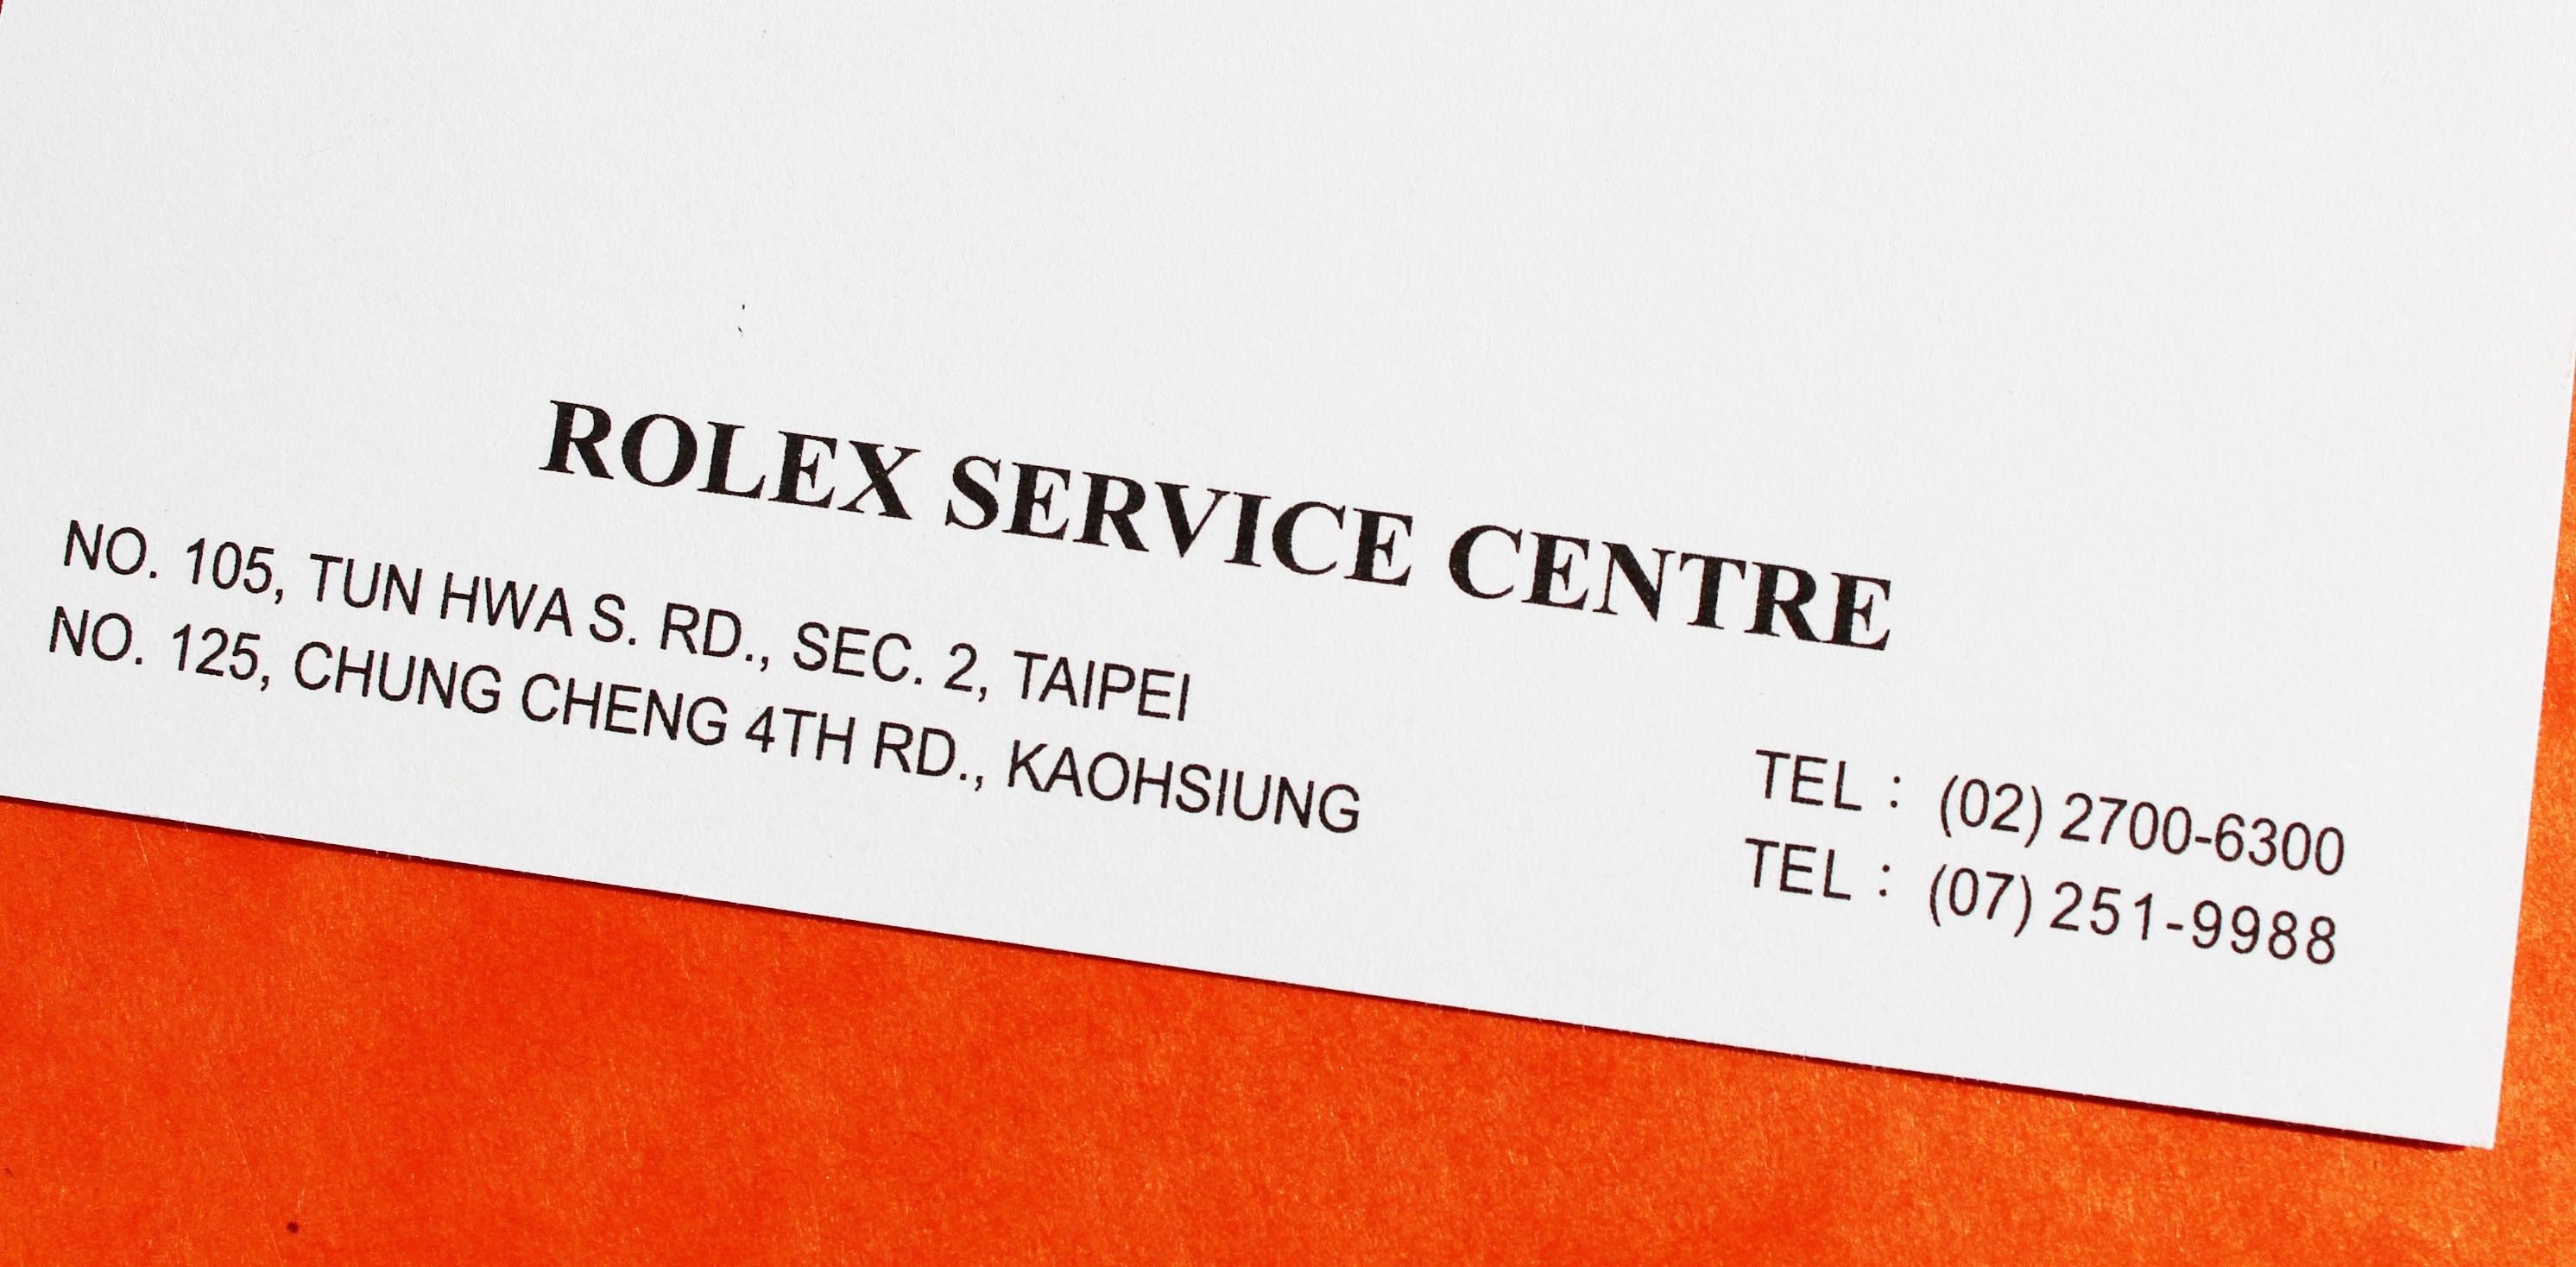 ROLEX SERVICE CENTRE
NO. 105, TUN HWA S. RD., SEC. 2, TAIPEI
TEL : (02) 2700-6300
NO. 125, CHUNG CHENG 4TH RD., KAOHSIUNG
TEL : (07) 251-9988